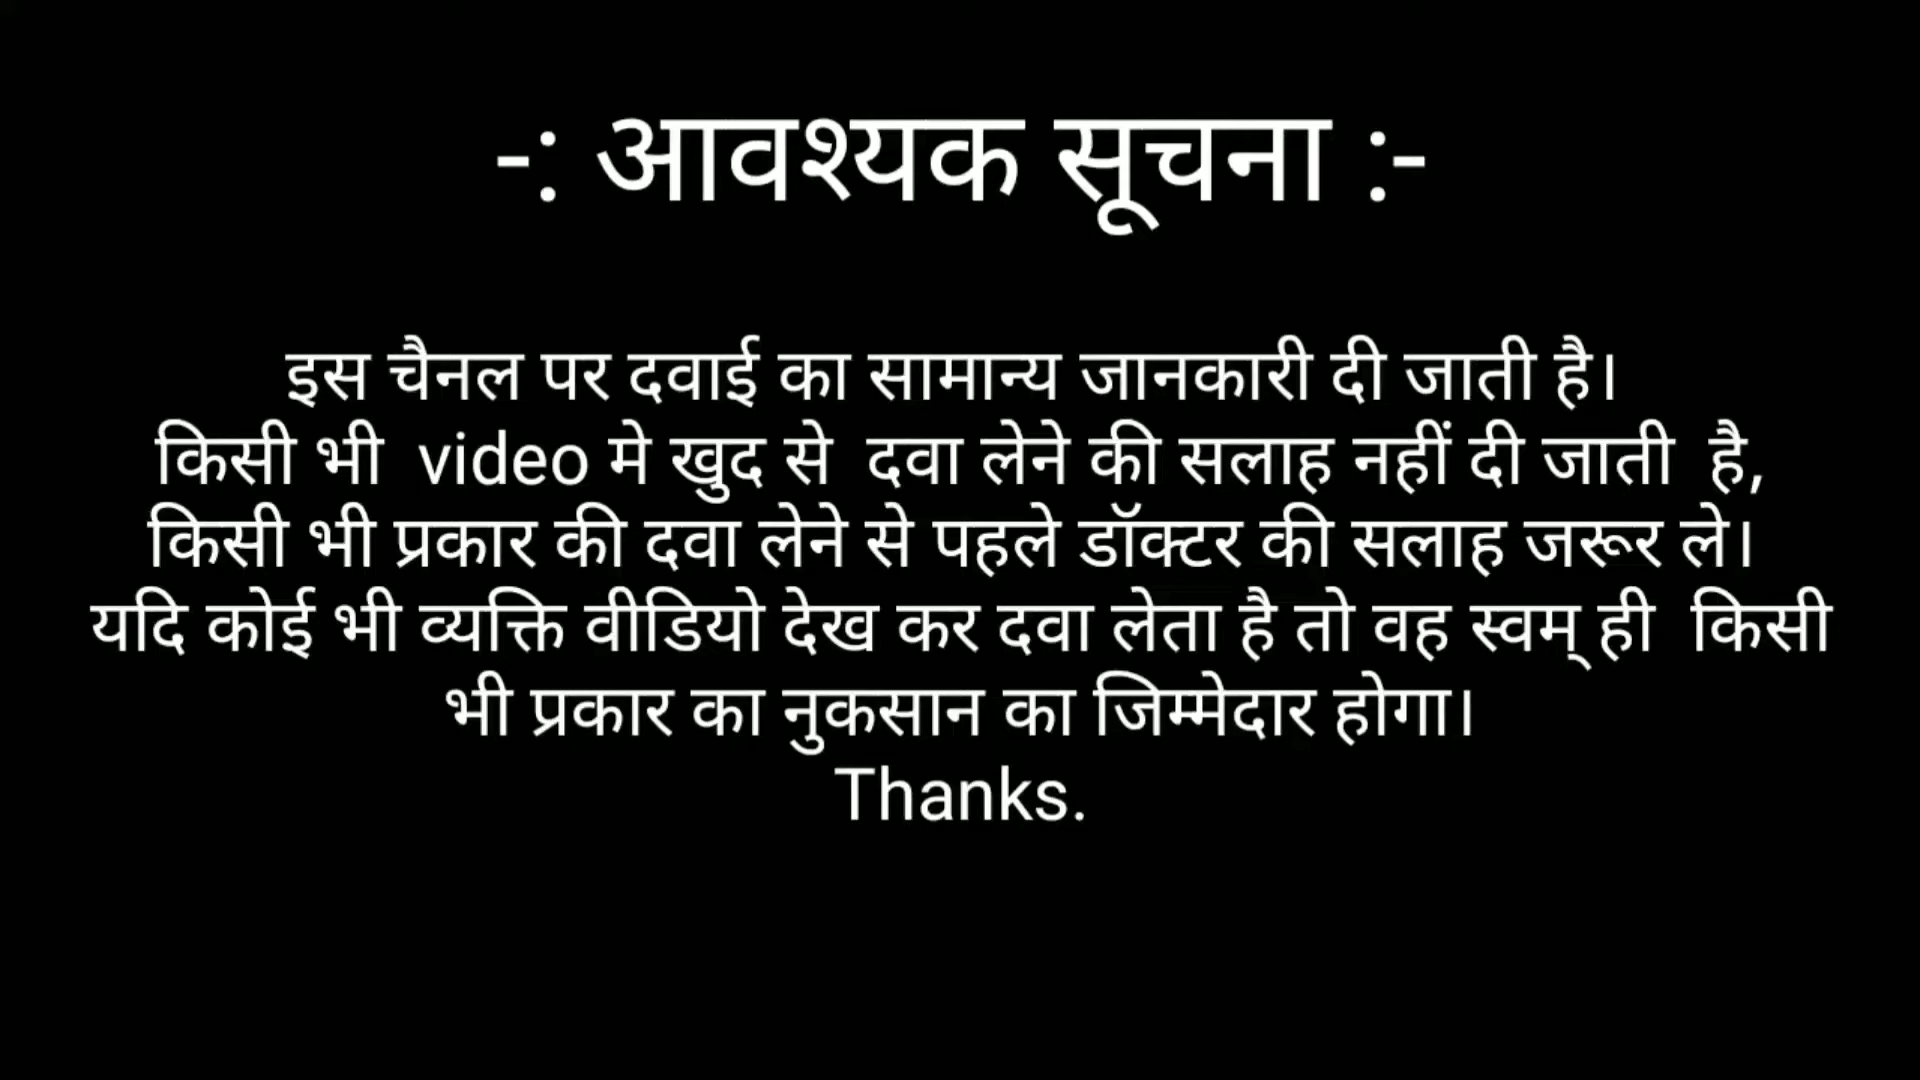 -: आवश्यक सूचना :-
इस चैनल पर दवाई का सामान्य जानकारी दी जाती है।
किसी भी video मे खुद से दवा लेने की सलाह नहीं दी जाती है,
किसी भी प्रकार की दवा लेने से पहले डॉक्टर की सलाह जरूर ले।
यदि कोई भी व्यक्ति वीडियो देख कर दवा लेता है तो वह स्वम् ही किसी
भी प्रकार का नुकसान का जिम्मेदार होगा।
Thanks.